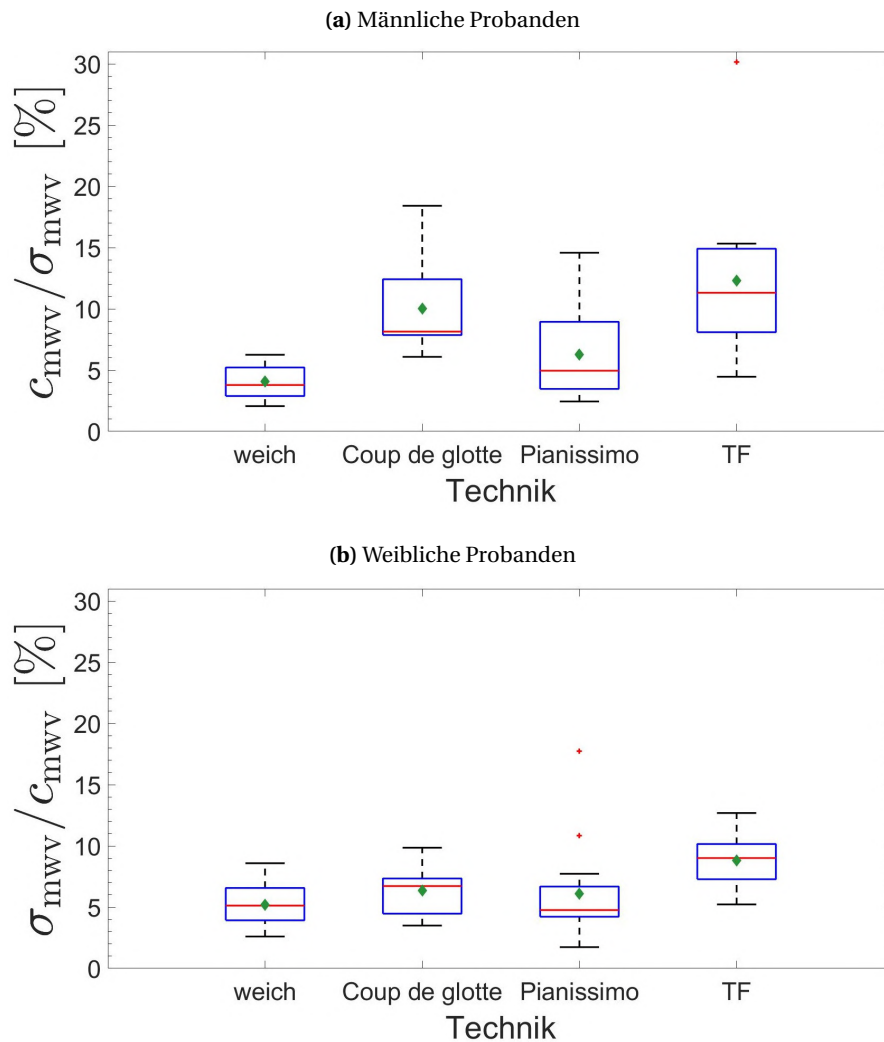 (a) Männliche Probanden
c_mwv/σ_mwv [%]
30
25
20
15
10
5
0
weich Coup de glotte Pianissimo TF
Technik
(b) Weibliche Probanden
σ_mwv/c_mwv [%]
30
25
20
15
10
5
0
weich Coup de glotte Pianissimo TF
Technik